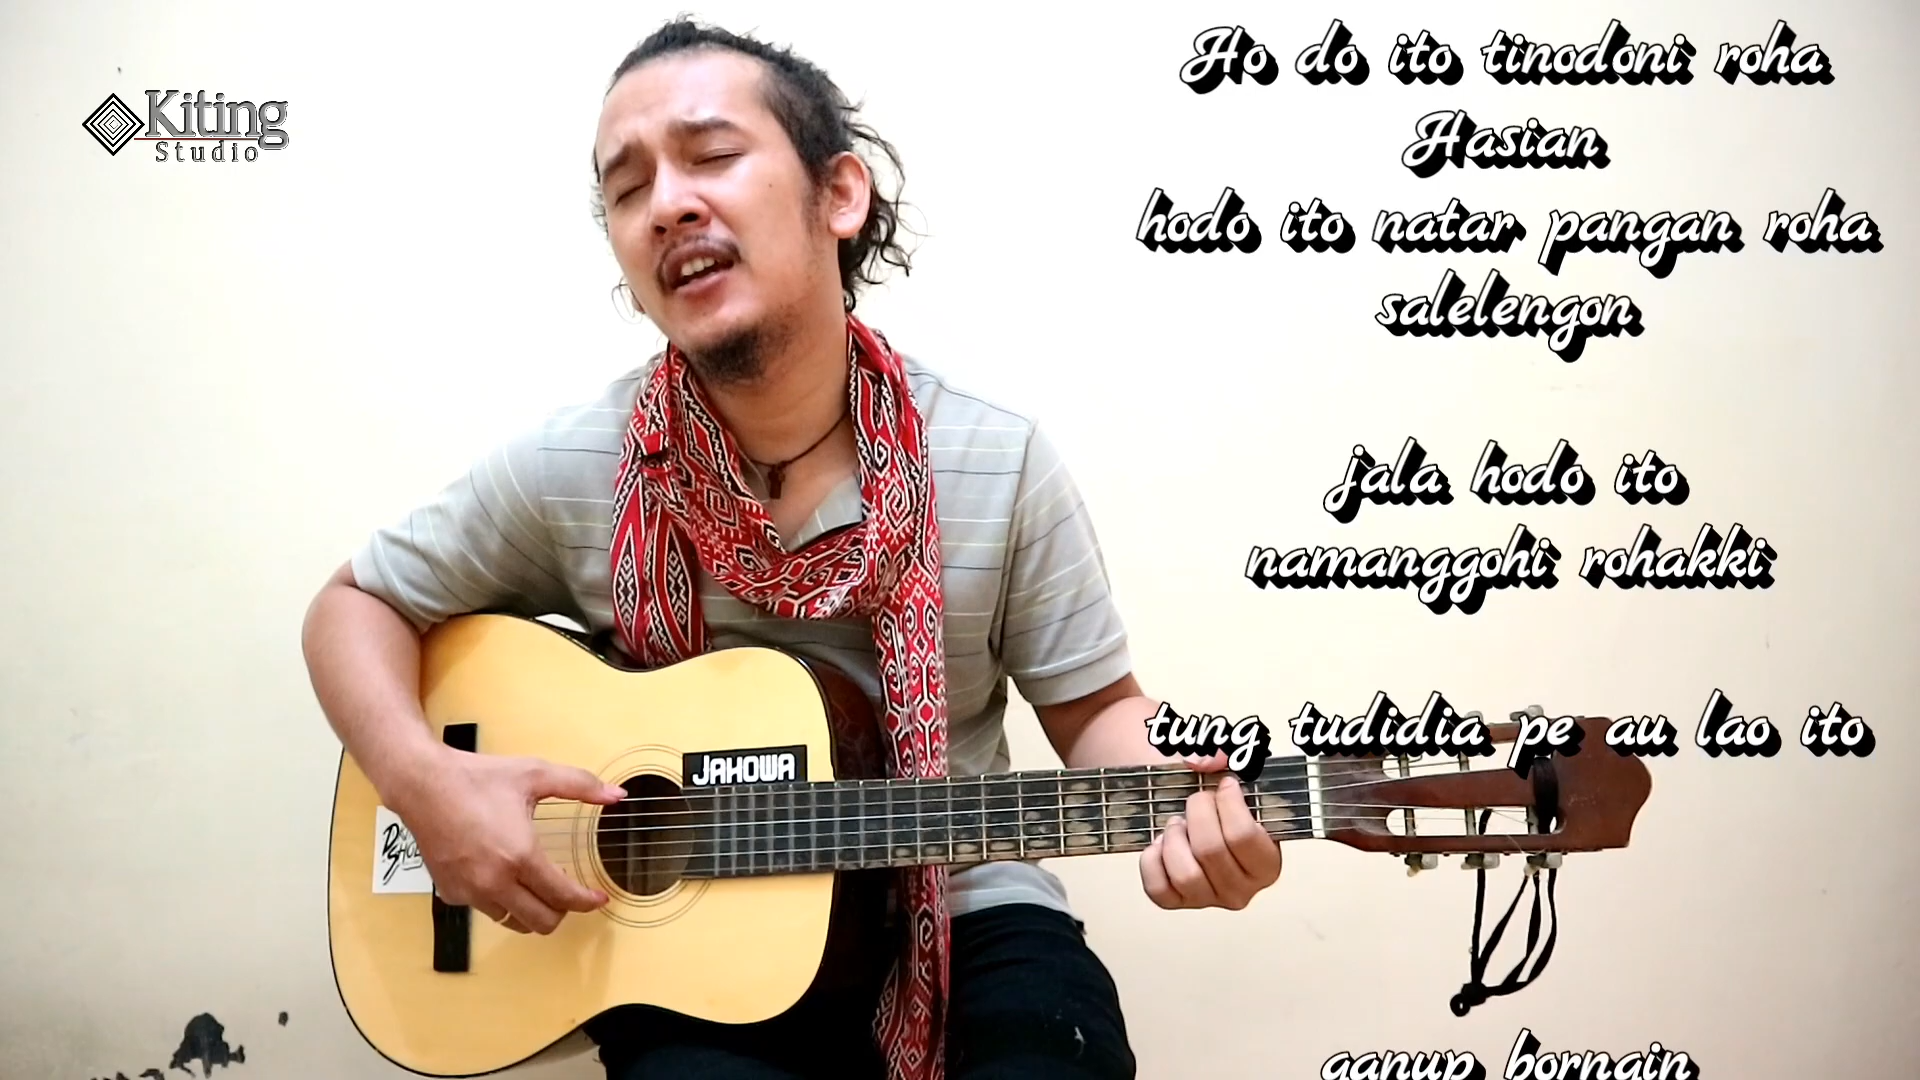 Kiting
Studio
Ho do ito tinodoni roha
Hasian
hodo ito natar pangan roha
salelengon
jala hodo ito
namanggohi rohakki
tung tudidia pe au lao ito
JAHOWA
ganup borngin